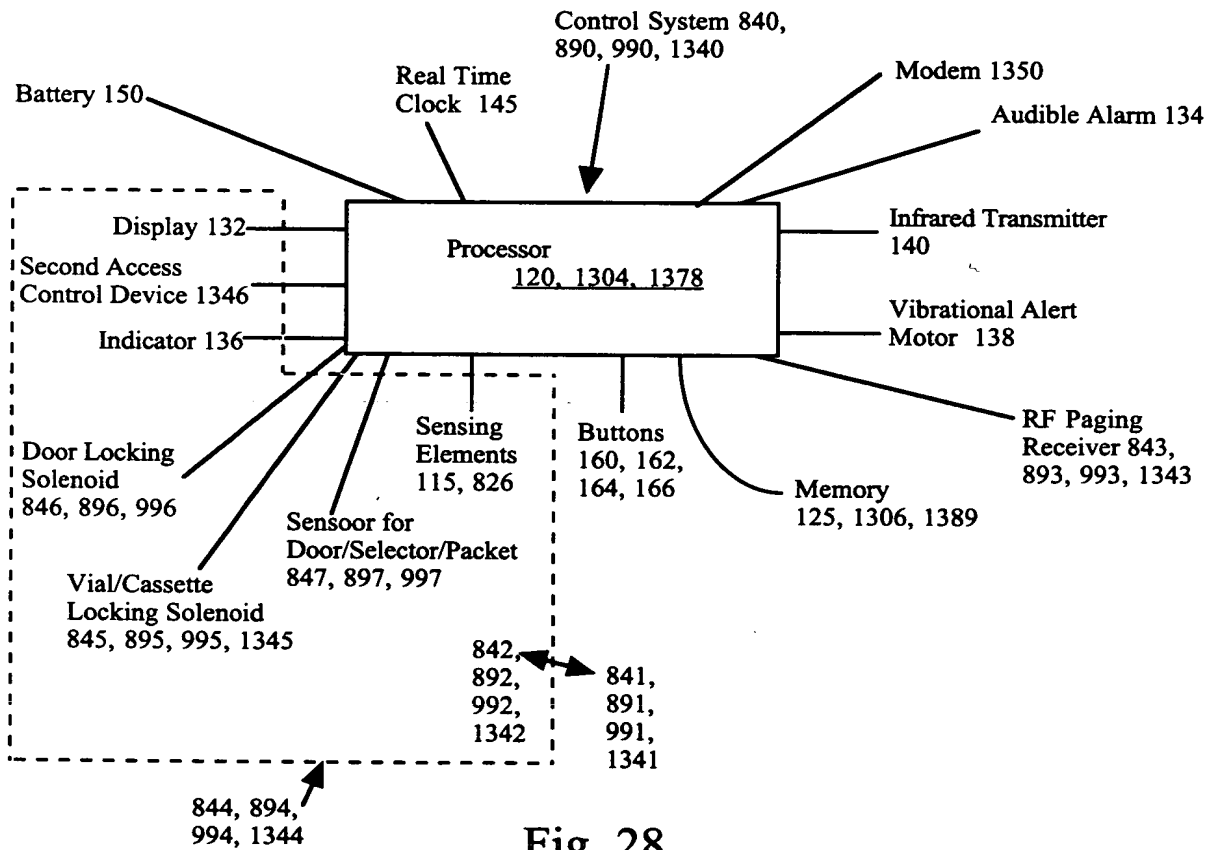 Control System 840,
890, 990, 1340
Modem 1350
Real Time
Clock 145
Battery 150
Audible Alarm 134
Display 132
Infrared Transmitter
140
Processor
120, 1304, 1378
Second Access
Control Device 1346
Indicator 136
Vibrational Alert
Motor 138
Door Locking
Solenoid
846, 896, 996
Sensing
Elements
115, 826
Buttons
160, 162,
164, 166
RF Paging
Receiver 843,
893, 993, 1343
Memory
125, 1306, 1389
Sensoor for
Door/Selector/Packet
847, 897, 997
Vial/Cassette
Locking Solenoid
845, 895, 995, 1345
842,
892,
992,
1342
841,
891,
991,
1341
844, 894,
994, 1344
Fig. 28